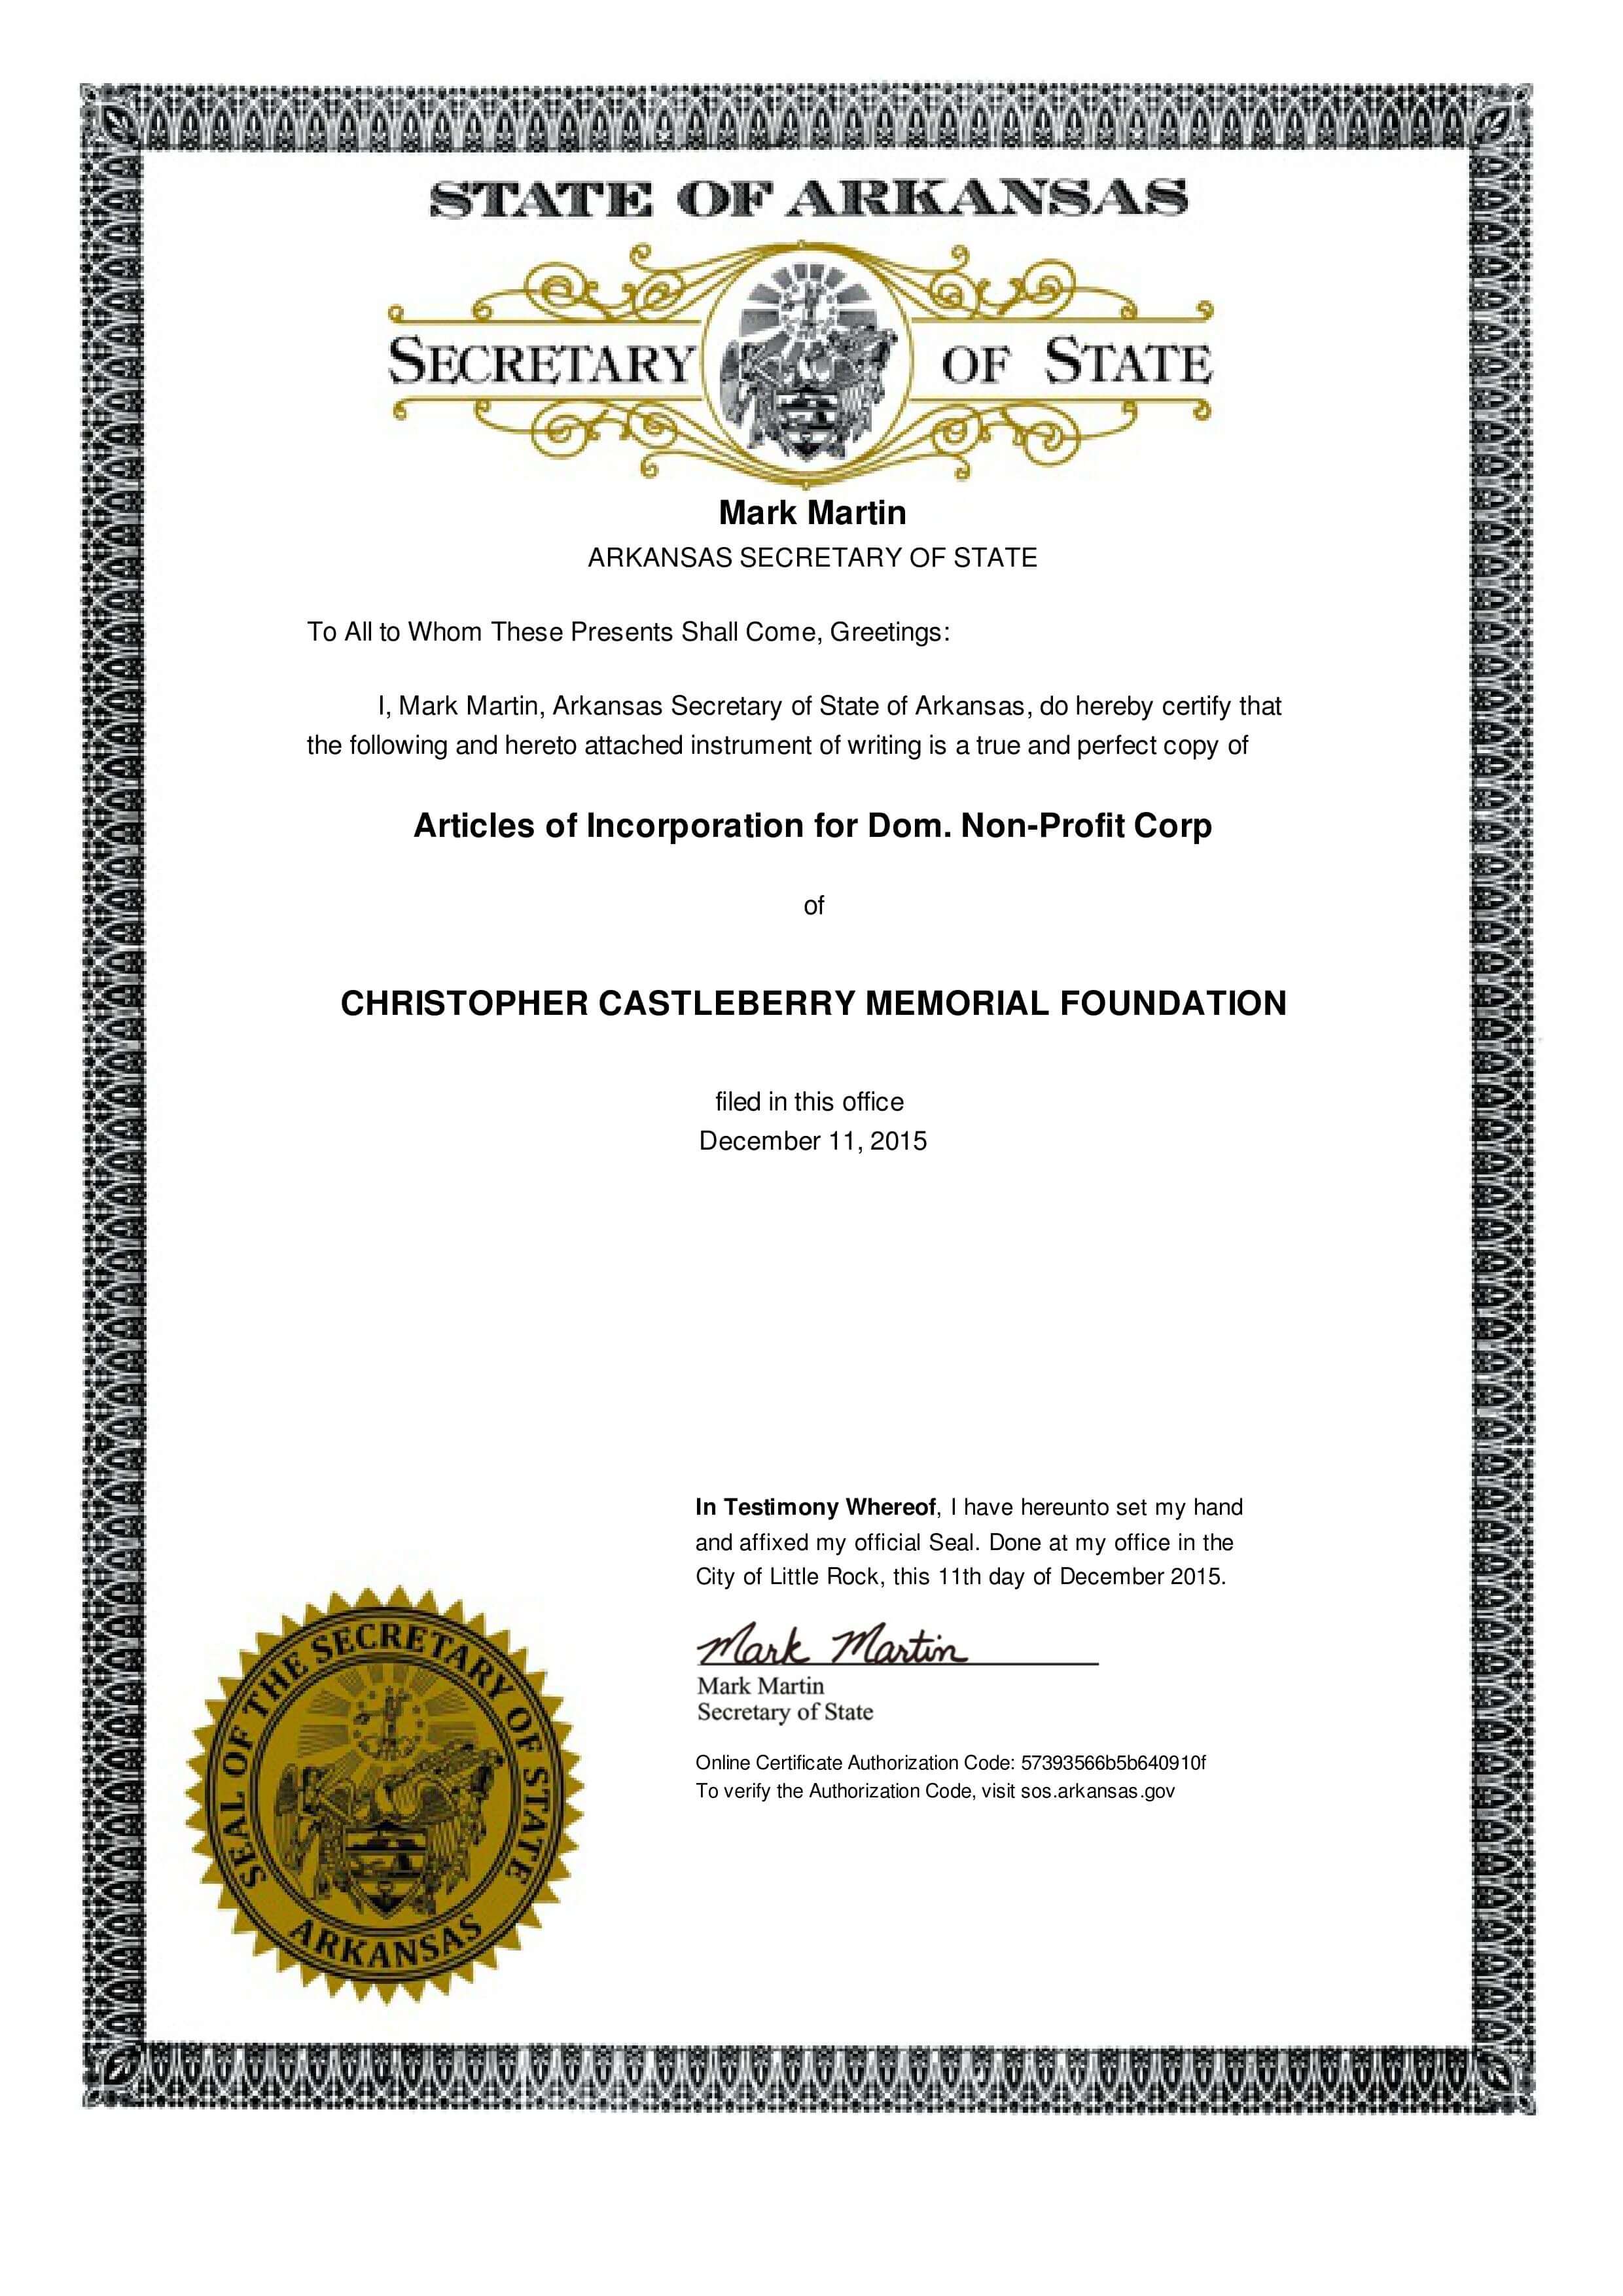 STATE OF ARKANSAS
SECRETARY OF STATE
Mark Martin
ARKANSAS SECRETARY OF STATE
To All to Whom These Presents Shall Come, Greetings:
I, Mark Martin, Arkansas Secretary of State of Arkansas, do hereby certify that
the following and hereto attached instrument of writing is a true and perfect copy of
Articles of Incorporation for Dom. Non-Profit Corp
of
CHRISTOPHER CASTLEBERRY MEMORIAL FOUNDATION
filed in this office
December 11, 2015
In Testimony Whereof, I have hereunto set my hand
and affixed my official Seal. Done at my office in the
City of Little Rock, this 11th day of December 2015.
Mark Martin
Mark Martin
Secretary of State
Online Certificate Authorization Code: 57393566b5b640910f
To verify the Authorization Code, visit sos.arkansas.gov
SEAL OF THE SECRETARY OF STATE
ARKANSAS